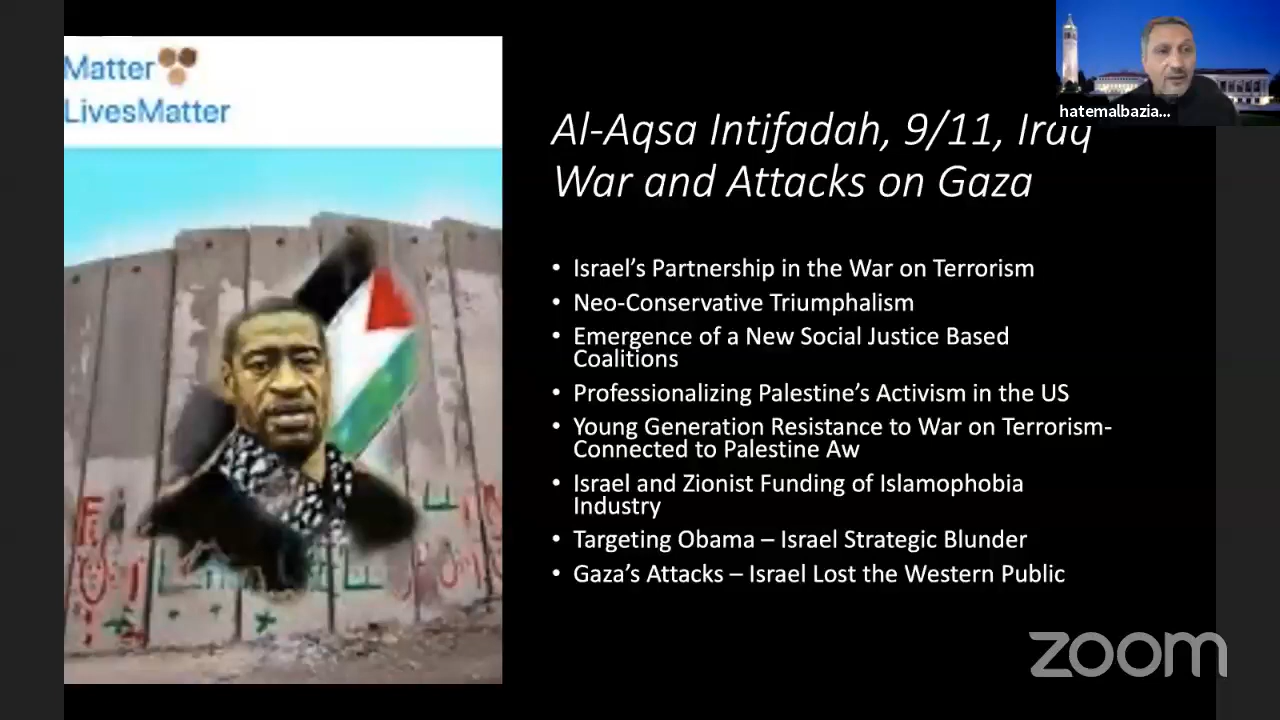 Matter
LivesMatter
hatemalbazia...
Al-Aqsa Intifadah, 9/11, Iraq
War and Attacks on Gaza
• Israel's Partnership in the War on Terrorism
• Neo-Conservative Triumphalism
• Emergence of a New Social Justice Based
Coalitions
• Professionalizing Palestine's Activism in the US
• Young Generation Resistance to War on Terrorism-
Connected to Palestine Aw
• Israel and Zionist Funding of Islamophobia
Industry
• Targeting Obama – Israel Strategic Blunder
• Gaza's Attacks – Israel Lost the Western Public
zoom